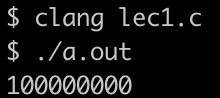 $ clang lec1.c
$ ./a.out
100000000